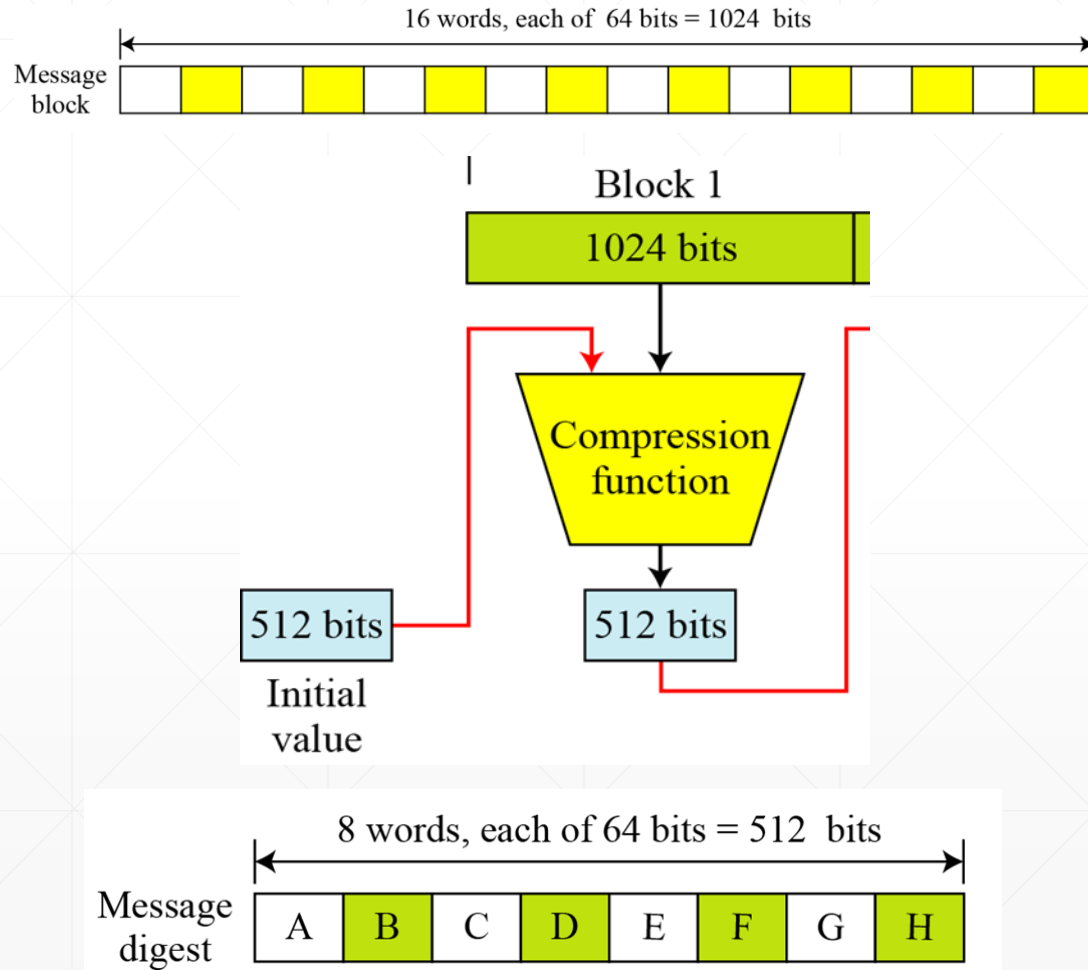 16 words, each of 64 bits = 1024 bits
Message
block
Block 1
1024 bits
Compression
function
512 bits
512 bits
Initial
value
8 words, each of 64 bits = 512 bits
Message
digest
A B C D E F G H